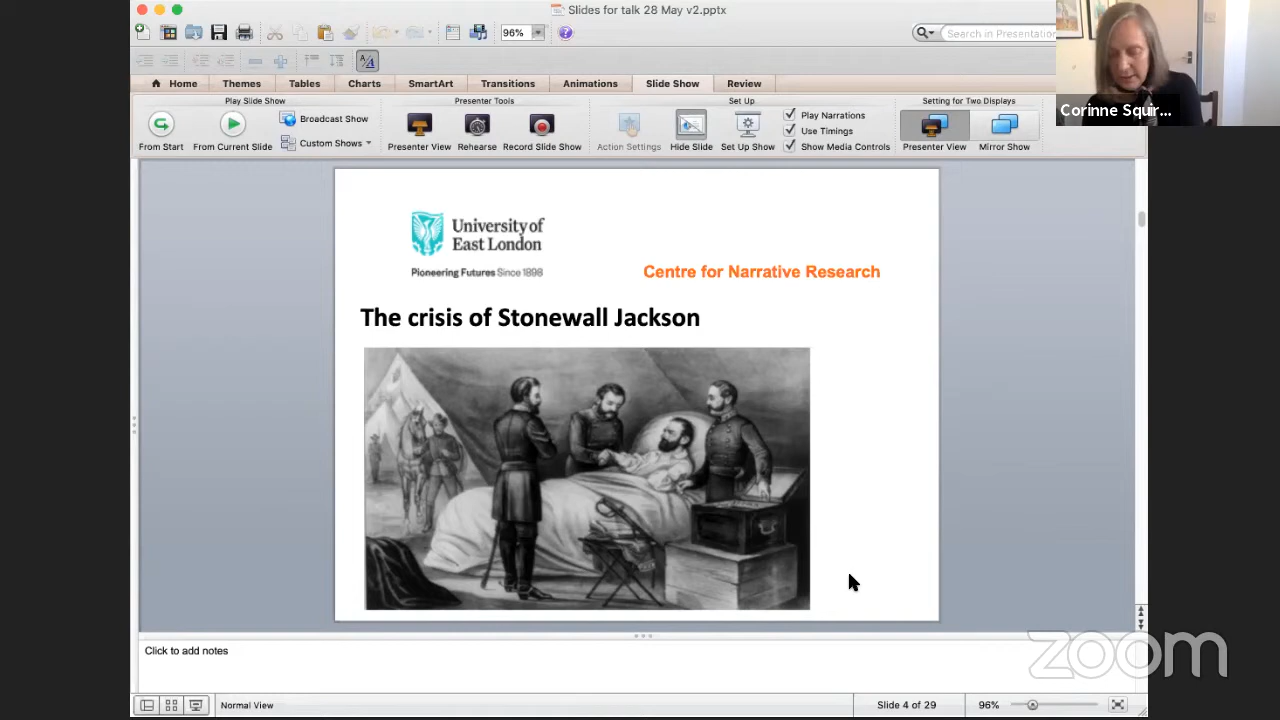 Slides for talk 28 May v2.pptx
96%
Search in Presentation
Home
Themes
Tables
Charts
SmartArt
Transitions
Animations
Slide Show
Review
Play Slide Show
Presenter Tools
Set Up
Setting for Two Displays
From Start
From Current Slide
Broadcast Show
Custom Shows
Presenter View
Rehearse
Record Slide Show
Action Settings
Hide Slide
Set Up Show
Play Narrations
Use Timings
Show Media Controls
Presenter View
Mirror Show
Corinne Squir...
University of
East London
Pioneering Futures Since 1898
Centre for Narrative Research
The crisis of Stonewall Jackson
Click to add notes
zoom
Normal View
Slide 4 of 29
96%